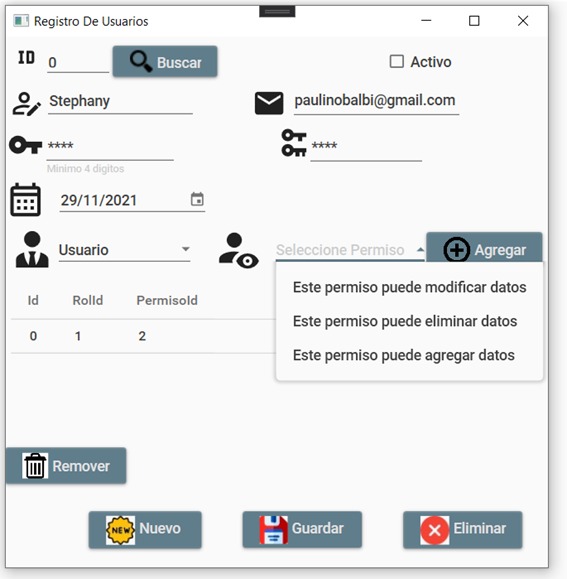 Registro De Usuarios
ID 0 Buscar Activo
Stephany paulinobalbi@gmail.com
**** ****
Minimo 4 digitos
29/11/2021
Usuario Seleccione Permiso Agregar
Este permiso puede modificar datos
Id RolId PermisoId
Este permiso puede eliminar datos
0 1 2
Este permiso puede agregar datos
Remover
NEW Nuevo Guardar Eliminar